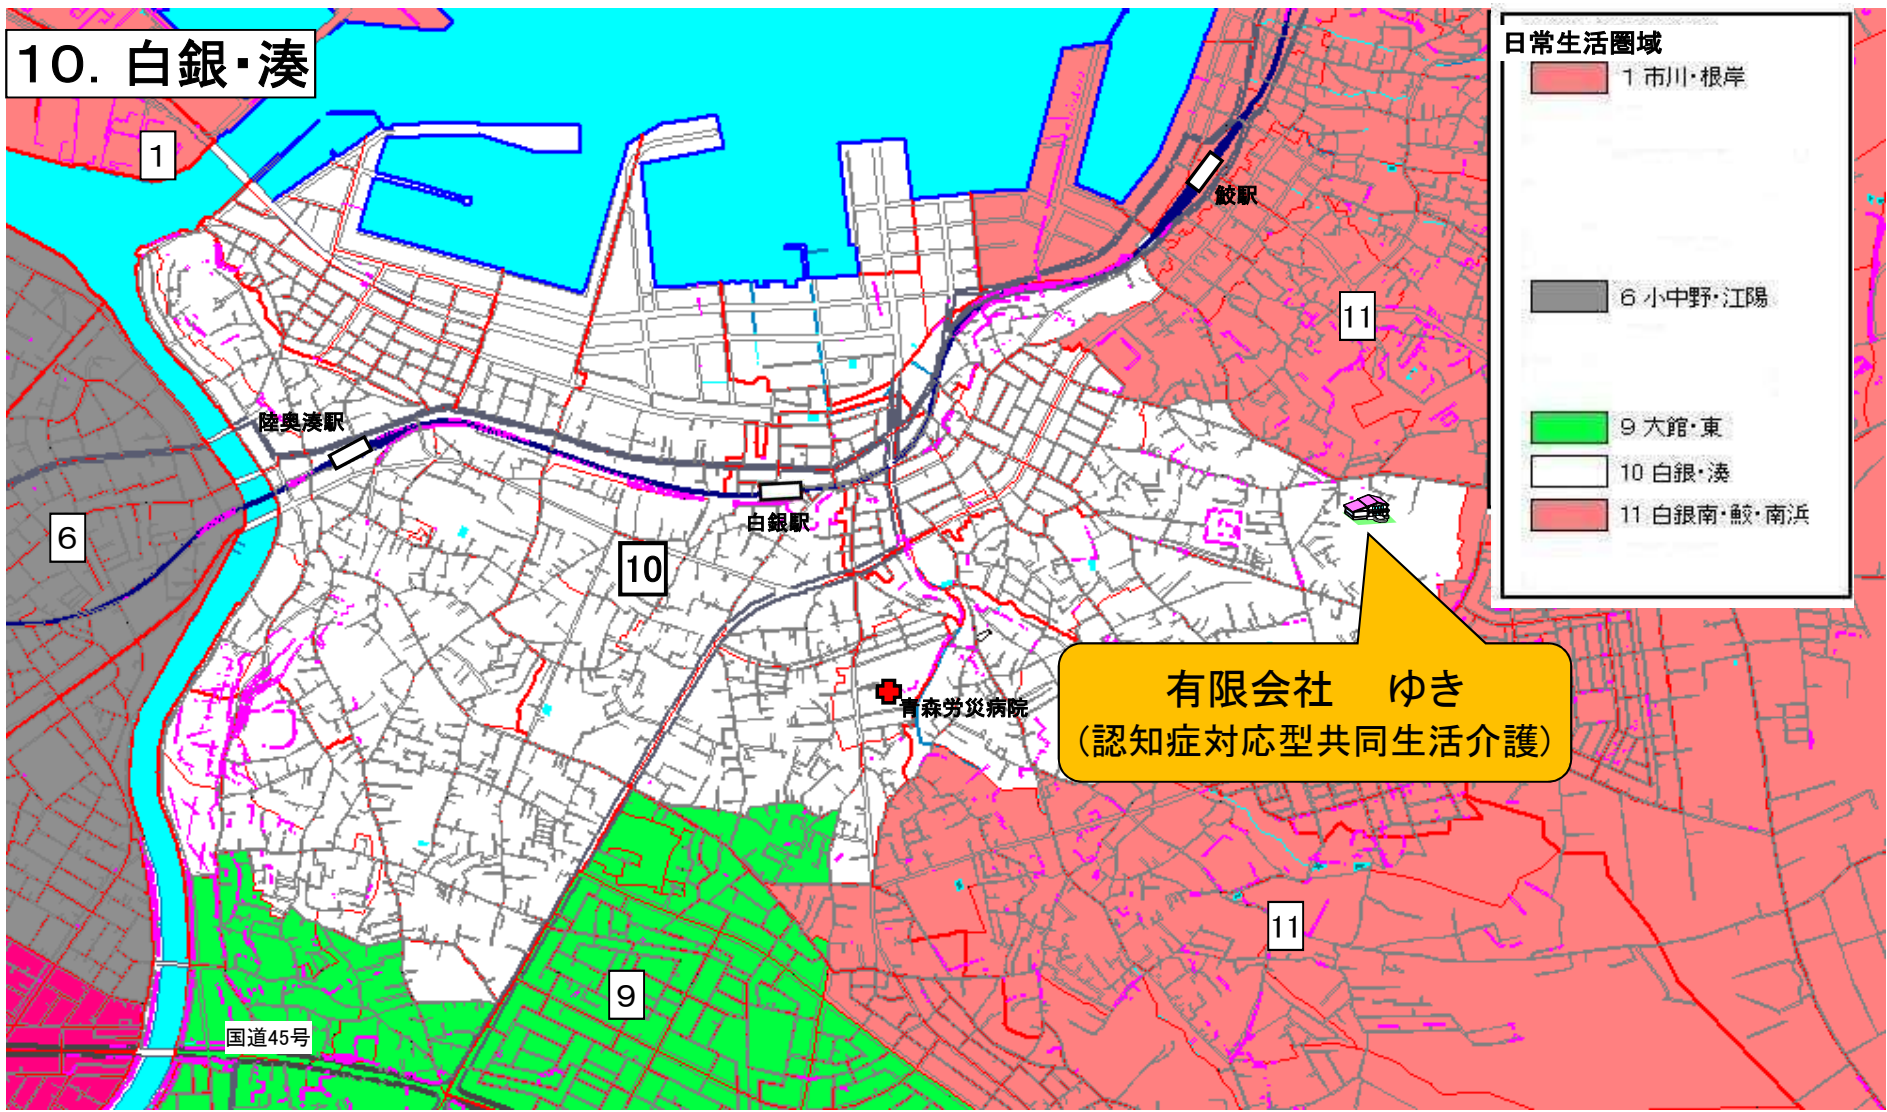 10. 白銀・湊
日常生活圏域
1 市川・根岸
6 小中野・江陽
9 大館・東
10 白銀・湊
11 白銀南・鮫・南浜
1
鮫駅
11
陸奥湊駅
白銀駅
6
10
有限会社　ゆき
(認知症対応型共同生活介護)
青森労災病院
11
9
国道45号